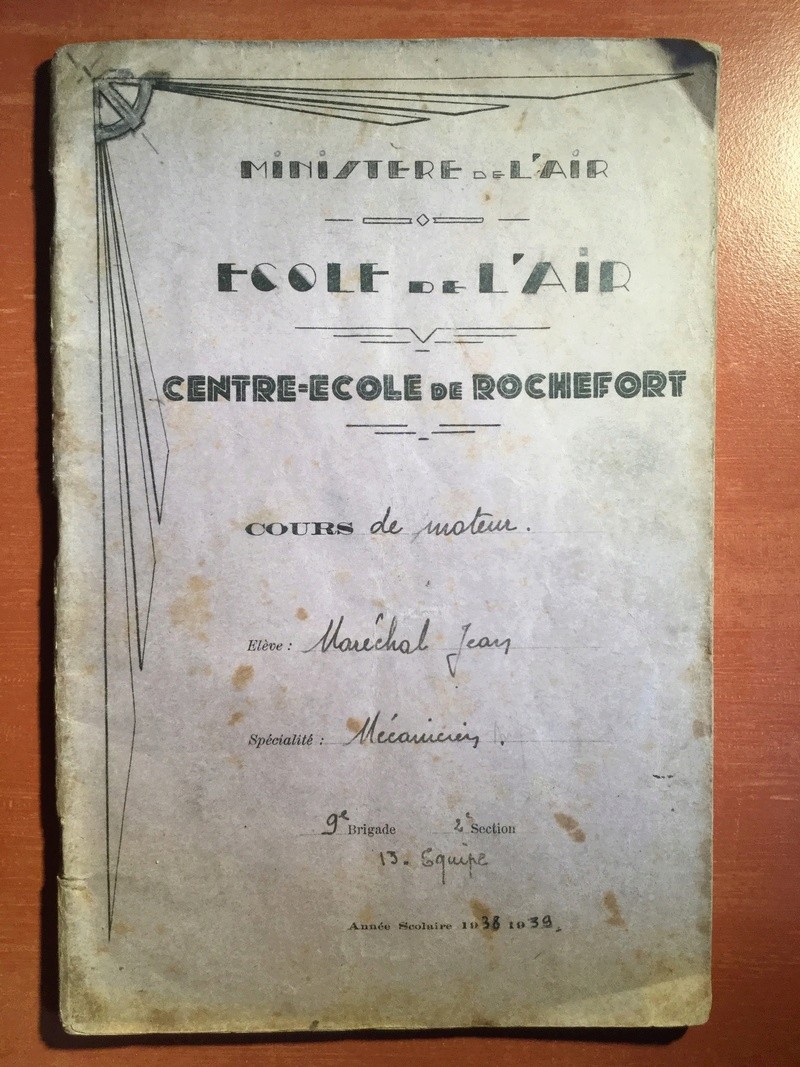 MINISTÈRE DE L'AIR
ECOLE DE L'AIR
CENTRE-ECOLE DE ROCHEFORT
COURS de moteur.
Elève : Maréchal Jean
Spécialité : Mécanicien.
9e Brigade 2e Section
13. Equipe
Année Scolaire 1938 1939.